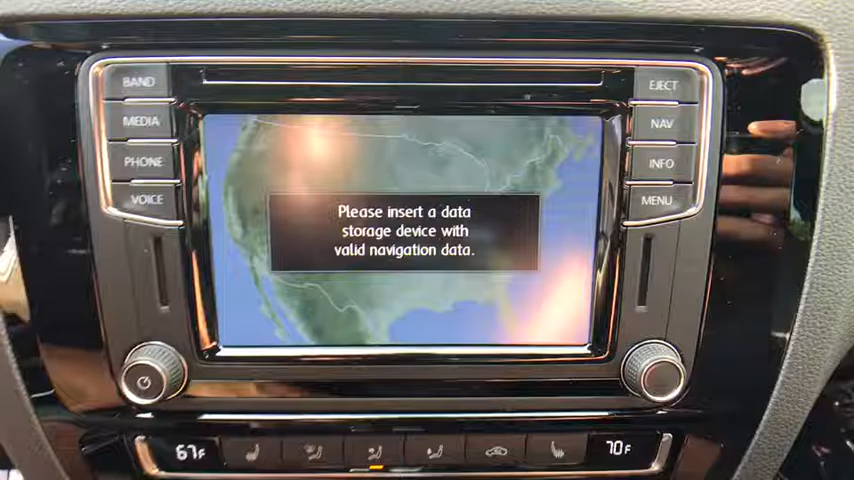 BAND
MEDIA
PHONE
VOICE
EJECT
NAV
INFO
MENU
Please insert a data
storage device with
valid navigation data.
67F
70F